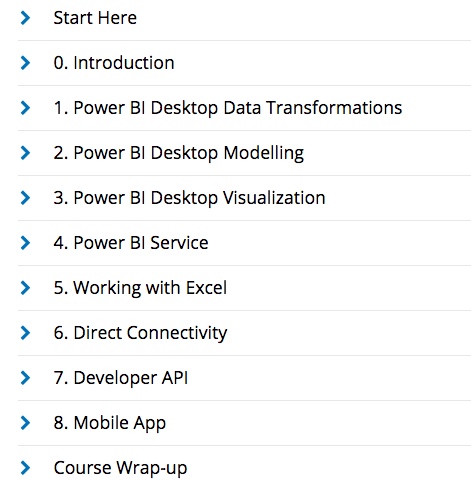 Start Here
0. Introduction
1. Power BI Desktop Data Transformations
2. Power BI Desktop Modelling
3. Power BI Desktop Visualization
4. Power BI Service
5. Working with Excel
6. Direct Connectivity
7. Developer API
8. Mobile App
Course Wrap-up